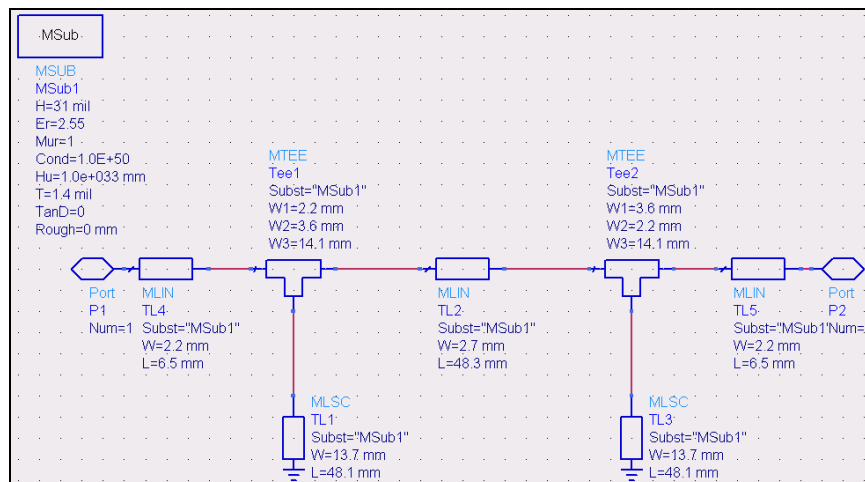 MSub
MSUB
MSub1
H=31 mil
Er=2.55
Mur=1
Cond=1.0E+50
Hu=1.0e+033 mm
T=1.4 mil
TanD=0
Rough=0 mm
MTEE
Tee1
Subst="MSub1"
W1=2.2 mm
W2=3.6 mm
W3=14.1 mm
MTEE
Tee2
Subst="MSub1"
W1=3.6 mm
W2=2.2 mm
W3=14.1 mm
Port
P1
Num=1
MLIN
TL4
Subst="MSub1"
W=2.2 mm
L=6.5 mm
MLIN
TL2
Subst="MSub1"
W=2.7 mm
L=48.3 mm
MLIN
TL5
Subst="MSub1"
W=2.2 mm
L=6.5 mm
Port
P2
Num=
MLSC
TL1
Subst="MSub1"
W=13.7 mm
L=48.1 mm
MLSC
TL3
Subst="MSub1"
W=13.7 mm
L=48.1 mm